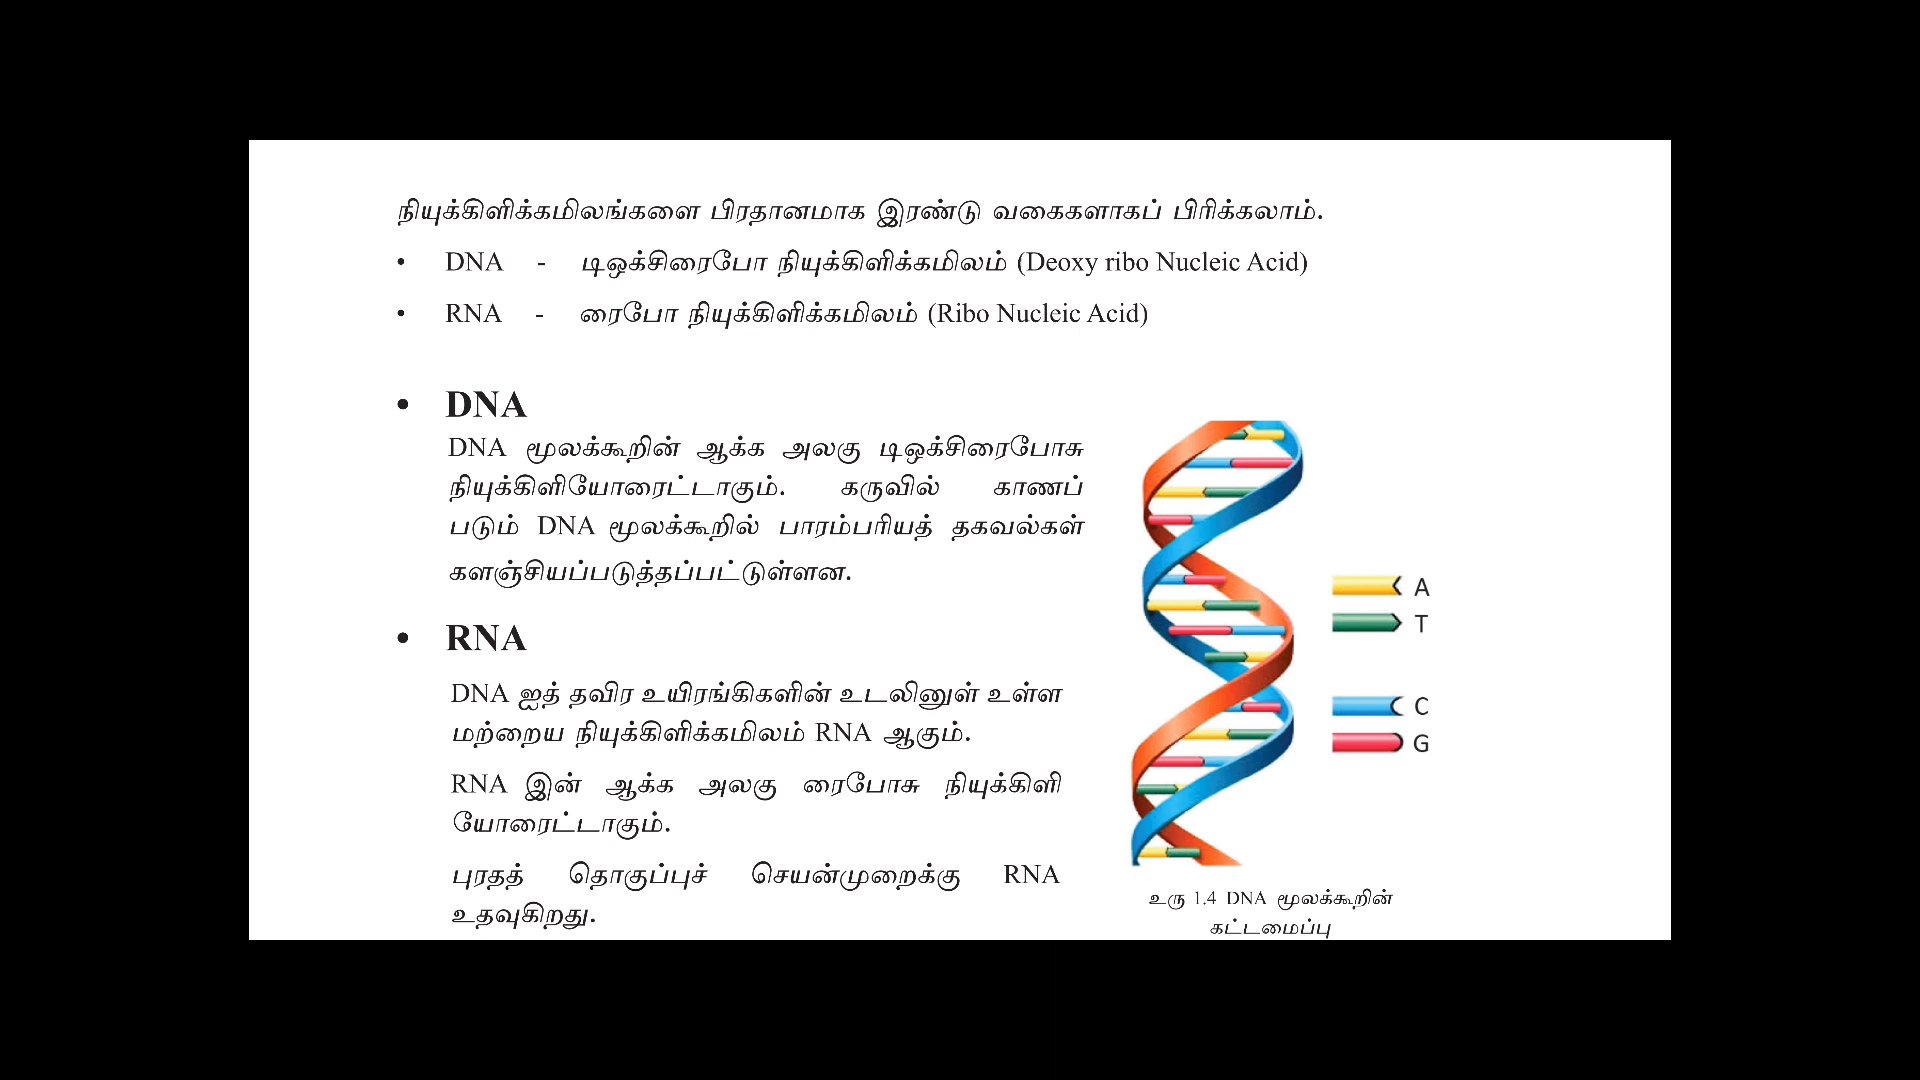 நியுக்கிளிக்கமிலங்களை பிரதானமாக இரண்டு வகைகளாகப் பிரிக்கலாம்.
• DNA - டிஒக்சிரைபோ நியுக்கிளிக்கமிலம் (Deoxy ribo Nucleic Acid)
• RNA - ரைபோ நியுக்கிளிக்கமிலம் (Ribo Nucleic Acid)
• DNA
DNA மூலக்கூறின் ஆக்க அலகு டிஒக்சிரைபோசு
நியுக்கிளியோரைட்டாகும். கருவில் காணப்
படும் DNA மூலக்கூறில் பாரம்பரியத் தகவல்கள்
களஞ்சியப்படுத்தப்பட்டுள்ளன.
• RNA
DNA ஐத் தவிர உயிரங்கிகளின் உடலினுள் உள்ள
மற்றைய நியுக்கிளிக்கமிலம் RNA ஆகும்.
RNA இன் ஆக்க அலகு ரைபோசு நியுக்கிளி
யோரைட்டாகும்.
புரதத் தொகுப்புச் செயன்முறைக்கு RNA
உதவுகிறது.
A
T
C
G
உரு 1.4 DNA மூலக்கூறின்
கட்டமைப்பு